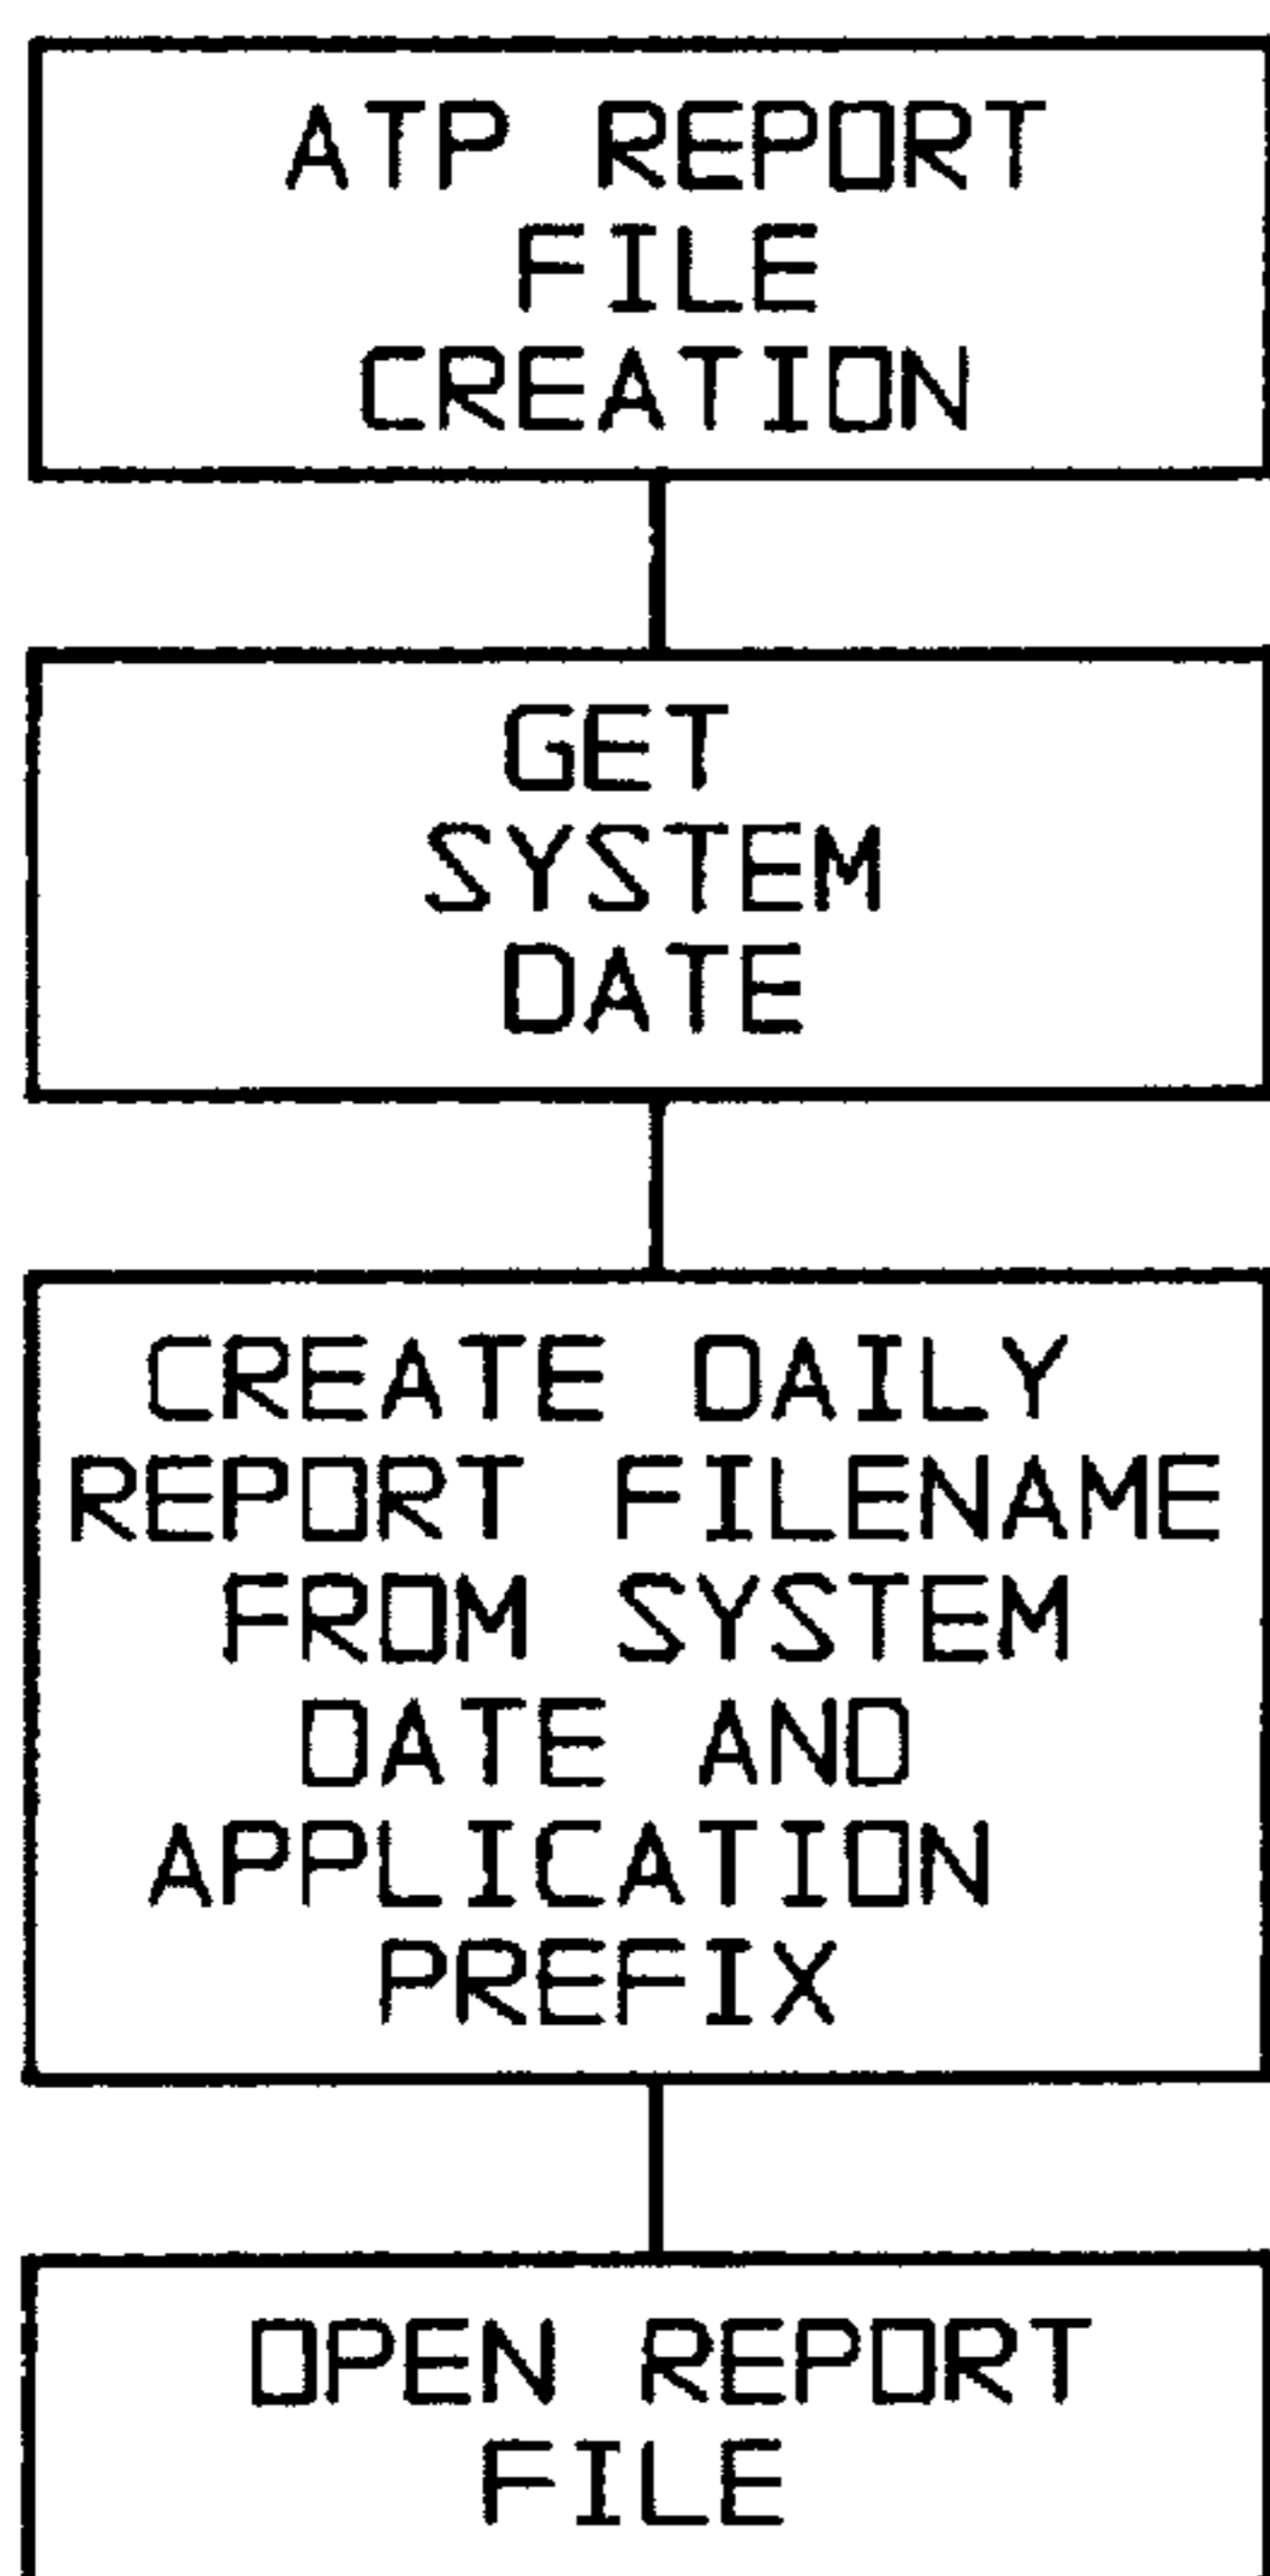 ATP REPORT
FILE
CREATION
GET
SYSTEM
DATE
CREATE DAILY
REPORT FILENAME
FROM SYSTEM
DATE AND
APPLICATION
PREFIX
OPEN REPORT
FILE